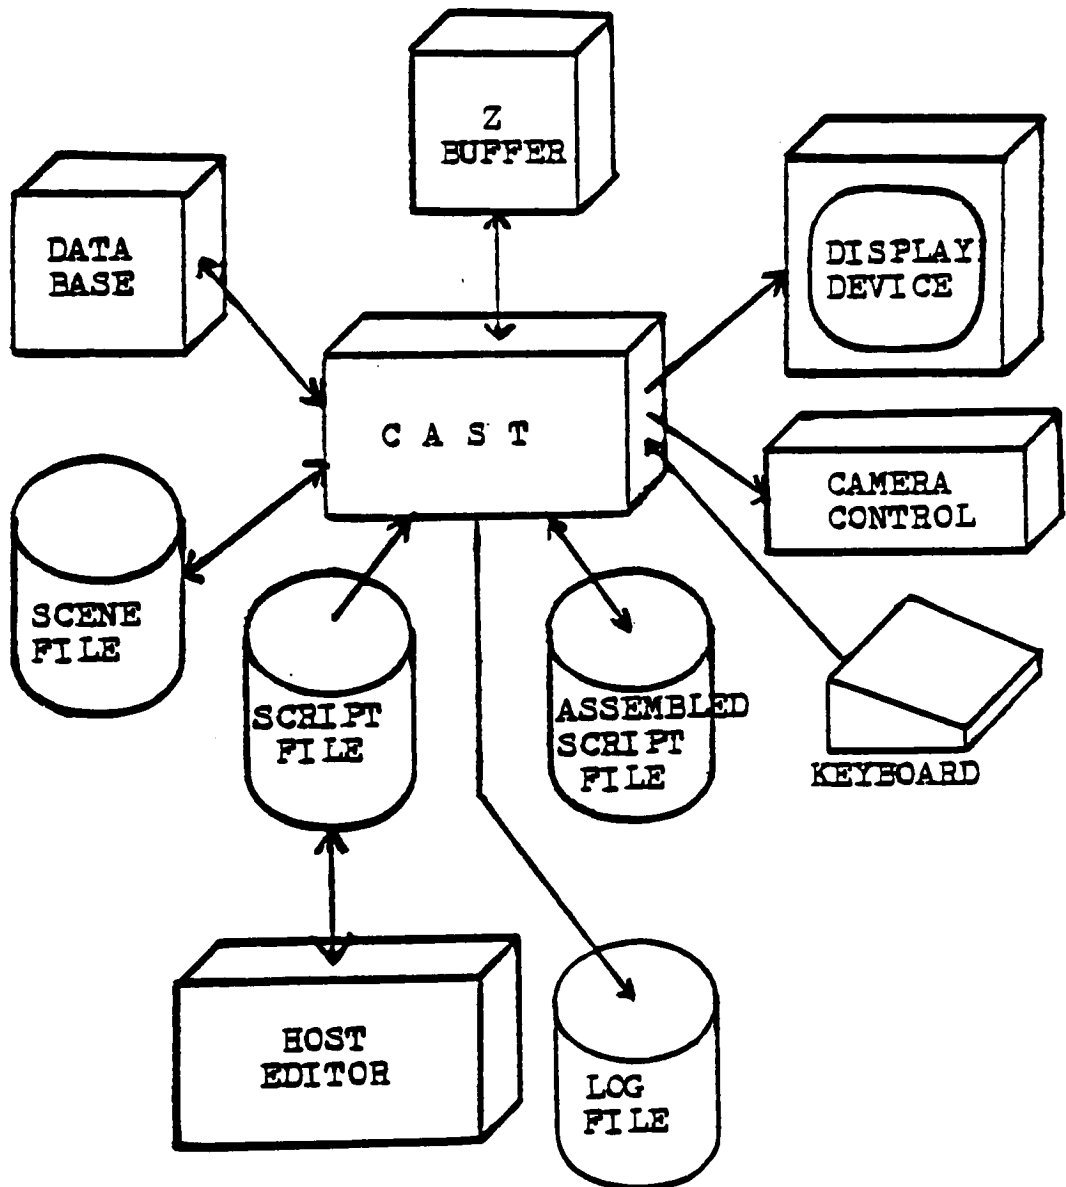 Z
BUFFER
DATA
BASE
DISPLAY
DEVICE
C A S T
CAMERA
CONTROL
SCENE
FILE
SCRIPT
FILE
ASSEMBLED
SCRIPT
FILE
KEYBOARD
HOST
EDITOR
LOG
FILE